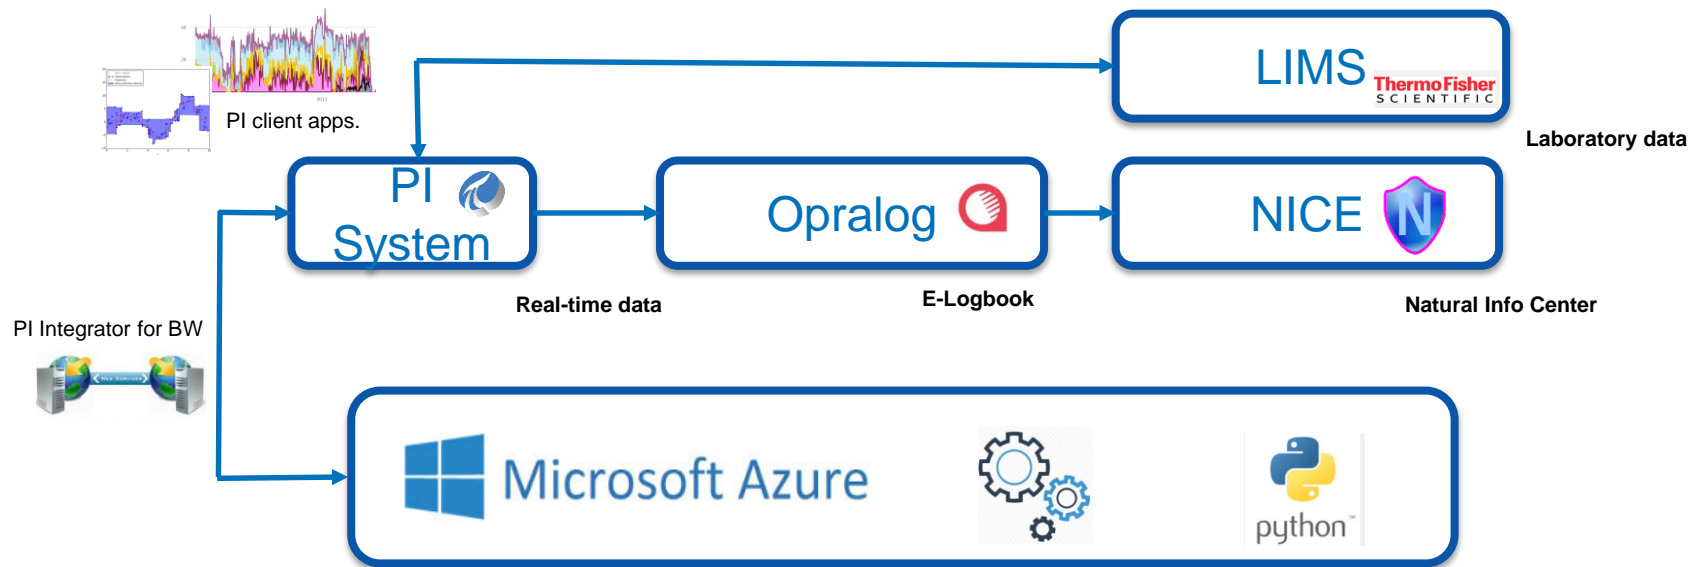 LIMS
ThermoFisher
SCIENTIFIC
PI client apps.
Laboratory data
PI
System
Opralog
NICE
N
Real-time data
E-Logbook
Natural Info Center
PI Integrator for BW
Microsoft Azure
python